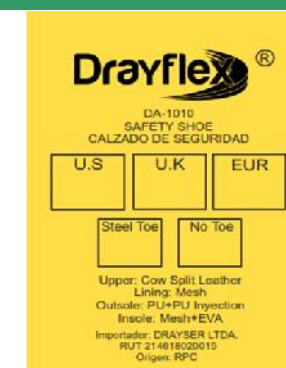 Drayflex ®
DA-1010
SAFETY SHOE
CALZADO DE SEGURIDAD
U.S U.K EUR
Steel Toe No Toe
Upper: Cow Split Leather
Lining: Mesh
Outsole: PU+PU Inyection
Insole: Mesh+EVA
Importador: DRAYSER LTDA.
RUT 214618020015
Origen: RPC